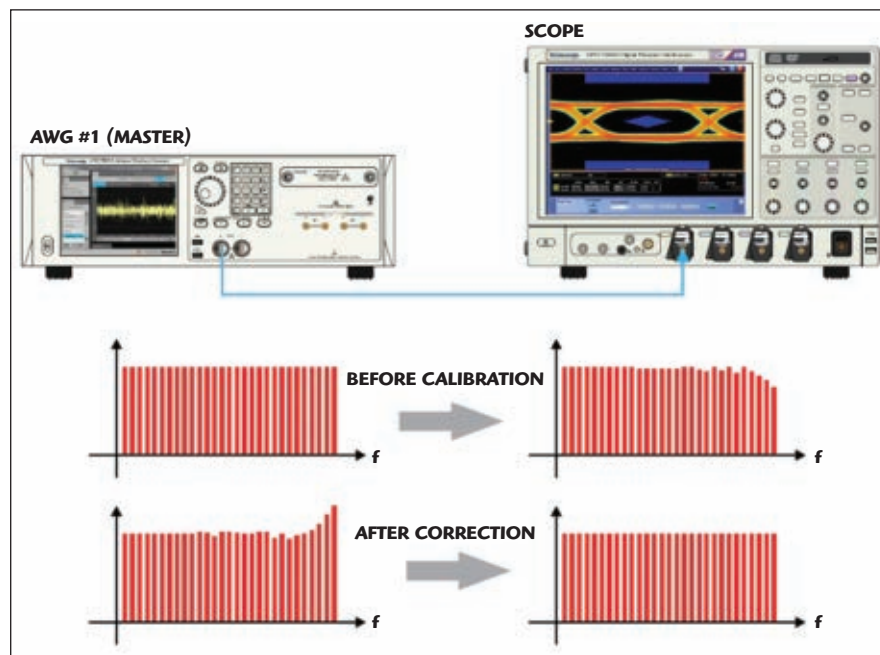 SCOPE
AWG #1 (MASTER)
BEFORE CALIBRATION
f
f
AFTER CORRECTION
f
f